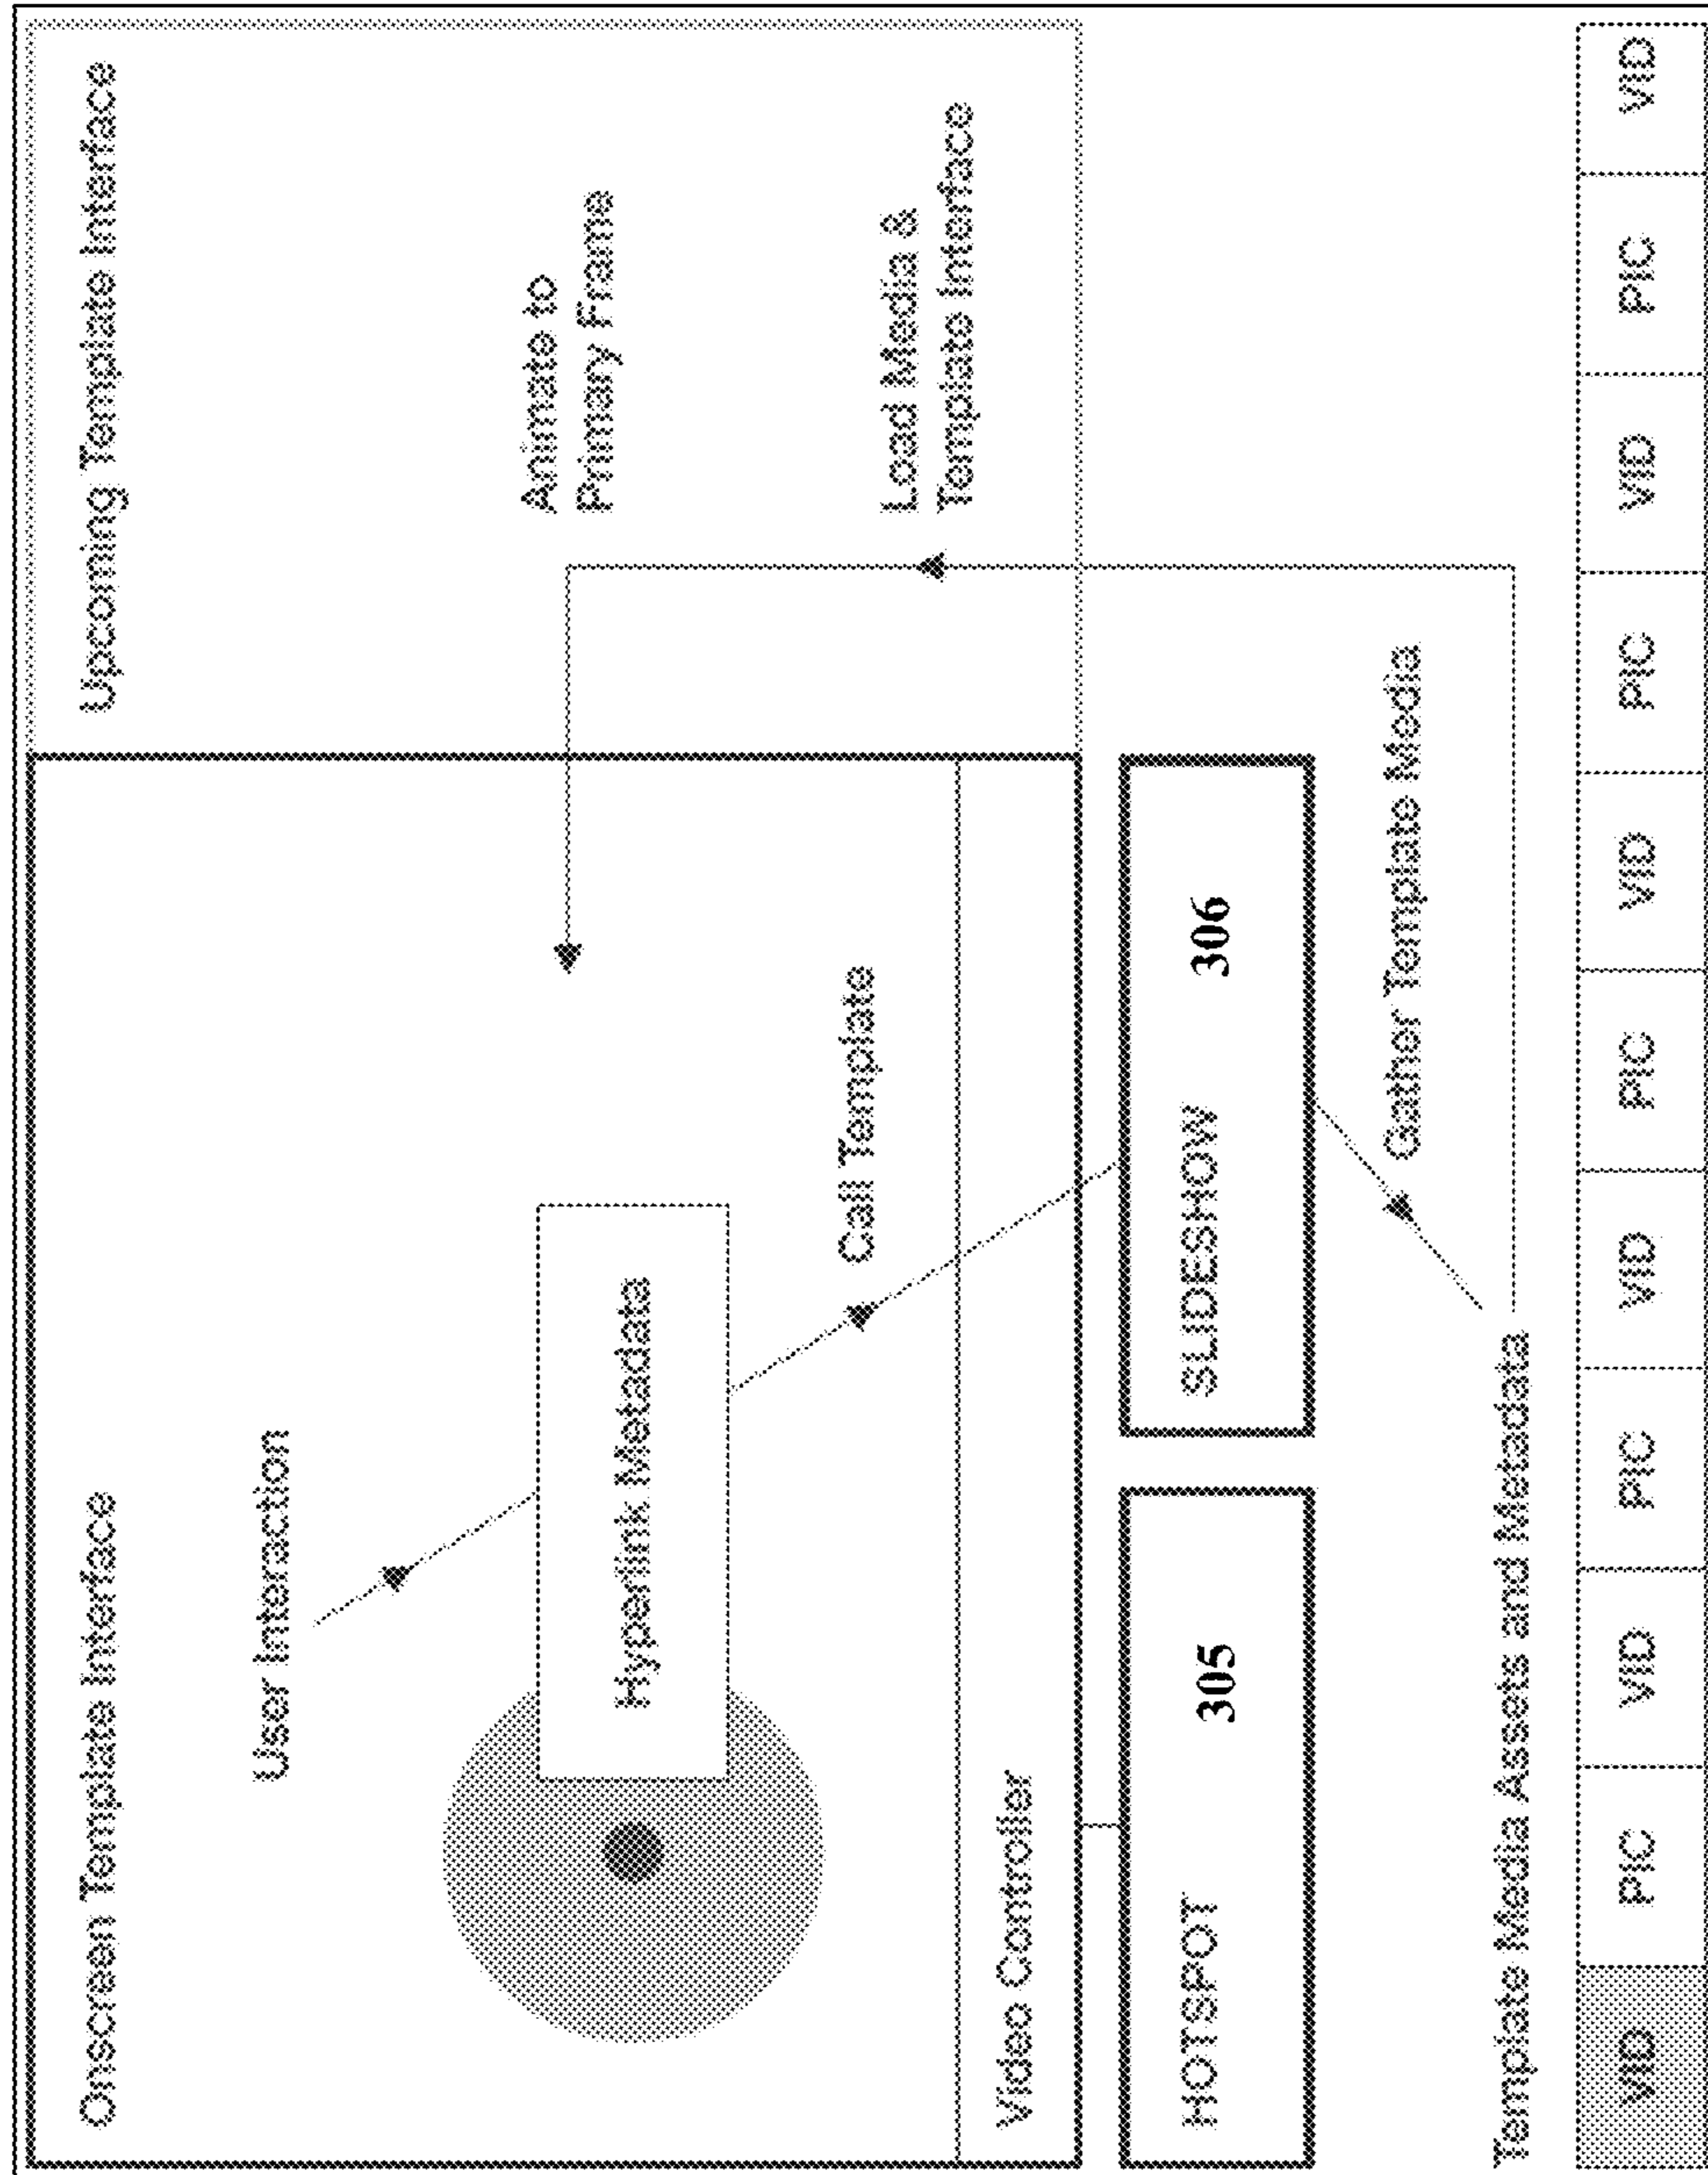 Onscreen Template Interface
Upcoming Template Interface
User Interaction
Hyperlink Metadata
Animate to
Primary Frame
Call Template
Load Media &
Template Interface
Video Controller
HOTSPOT 305
SLIDESHOW 306
Gather Template Media
Template Media Assets and Metadata
VID PIC VID PIC VID PIC VID PIC VID PIC VID